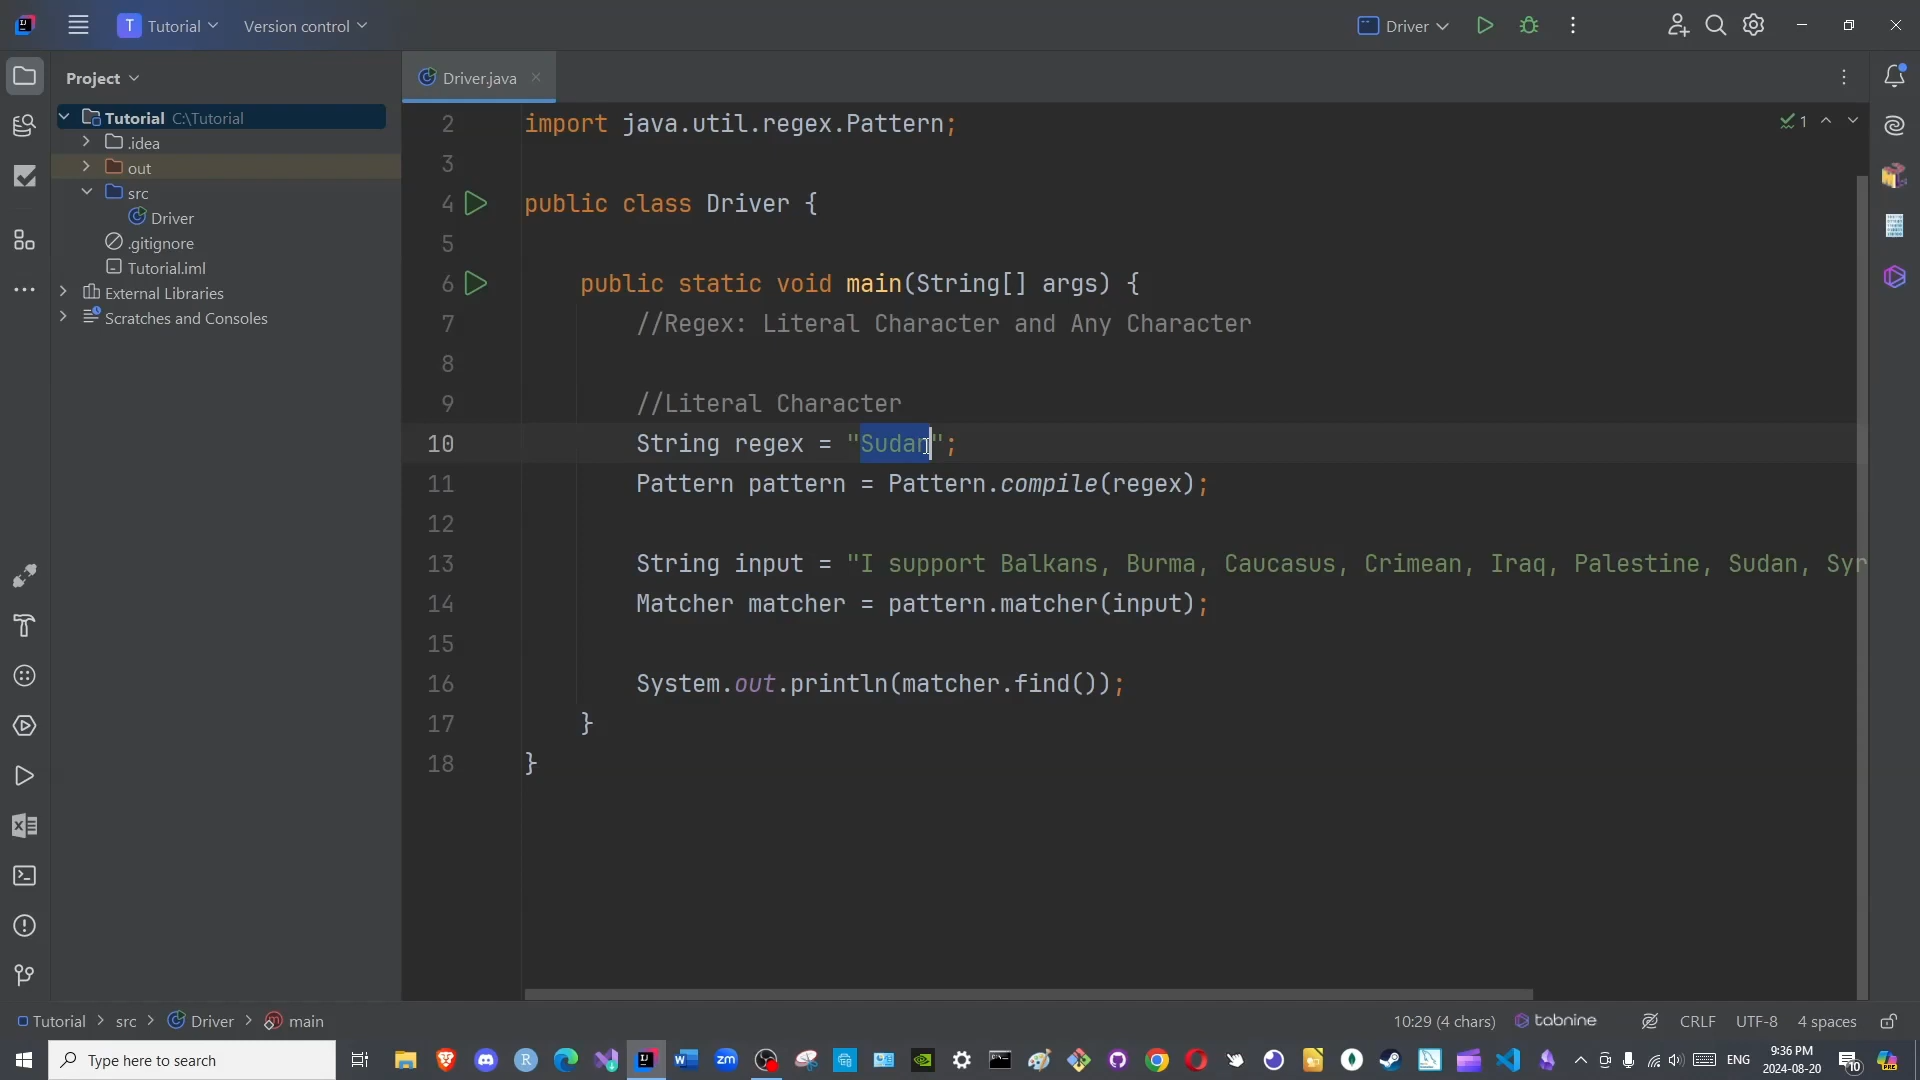 Tutorial
Version control
Driver
Project
Driver.java
Tutorial C:\Tutorial
.idea
out
src
Driver
.gitignore
Tutorial.iml
External Libraries
Scratches and Consoles
1
2 import java.util.regex.Pattern;
3
4 public class Driver {
5
6 public static void main(String[] args) {
7 //Regex: Literal Character and Any Character
8
9 //Literal Character
10 String regex = "Sudan";
11 Pattern pattern = Pattern.compile(regex);
12
13 String input = "I support Balkans, Burma, Caucasus, Crimean, Iraq, Palestine, Sudan, Syr
14 Matcher matcher = pattern.matcher(input);
15
16 System.out.println(matcher.find());
17 }
18 }
Tutorial > src > Driver > main
10:29 (4 chars)
tabnine
CRLF
UTF-8
4 spaces
Type here to search
ENG
9:36 PM
2024-08-20
10